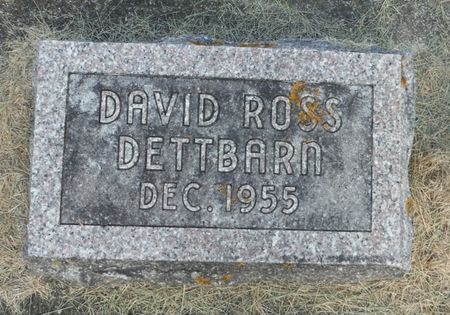 DAVID ROSS
DETTBARN
DEC. 1955